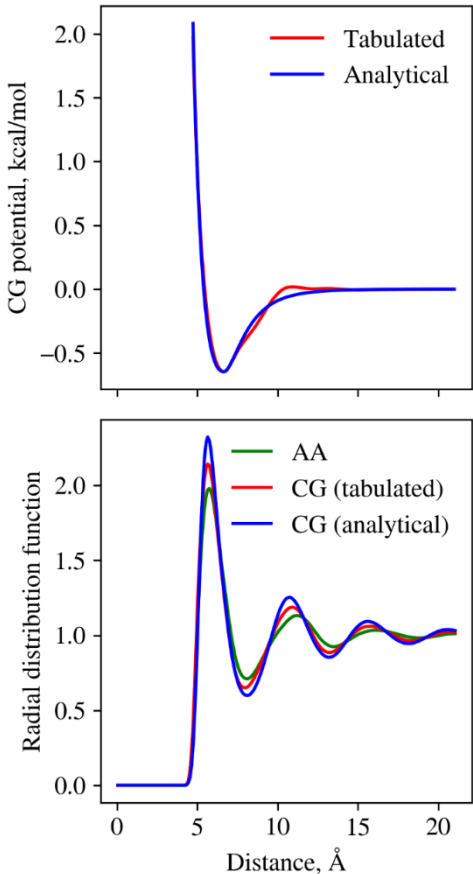 2.0
1.5
1.0
0.5
0.0
−0.5
CG potential, kcal/mol
Tabulated
Analytical
2.0
1.5
1.0
0.5
0.0
Radial distribution function
AA
CG (tabulated)
CG (analytical)
0 5 10 15 20
Distance, Å